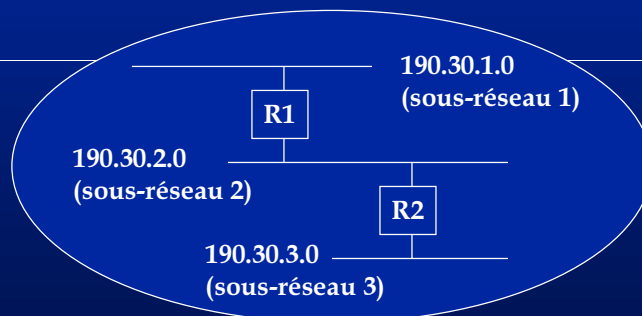 190.30.1.0
(sous-réseau 1)
R1
190.30.2.0
(sous-réseau 2)
R2
190.30.3.0
(sous-réseau 3)